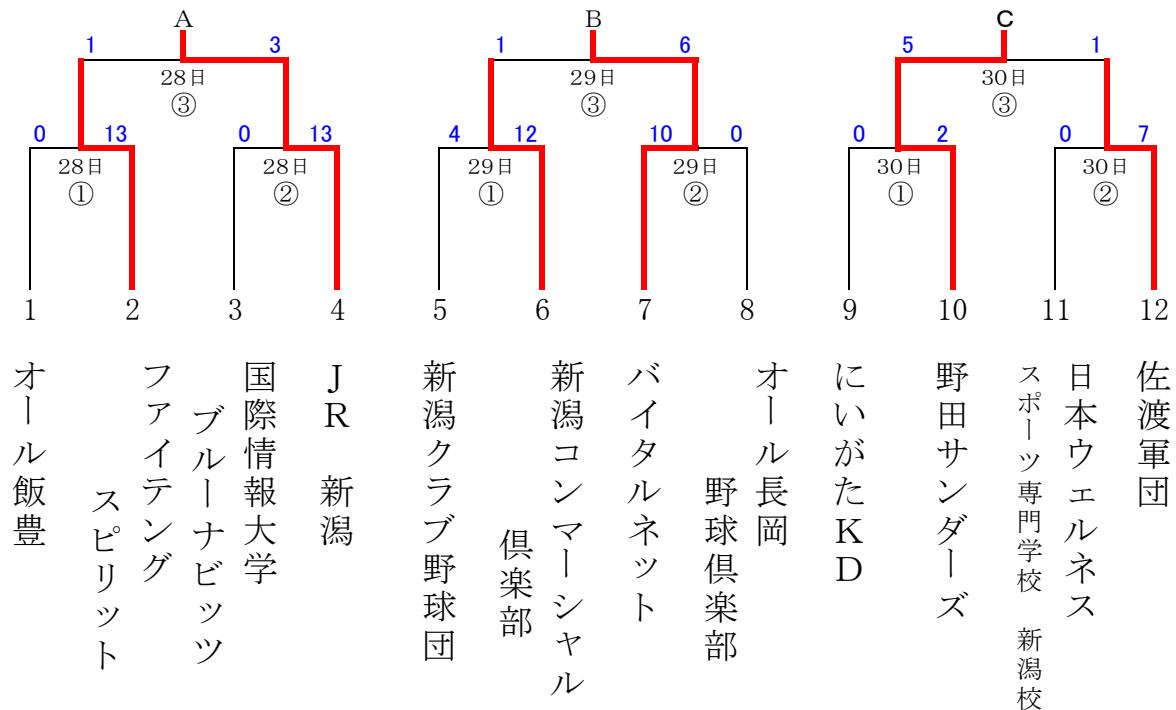 A
B
C
1
3
1
6
5
1
28日
③
29日
③
30日
③
0
13
0
13
4
12
10
0
0
2
0
7
28日
①
28日
②
29日
①
29日
②
30日
①
30日
②
1
2
3
4
5
6
7
8
9
10
11
12
オール飯豊
ファイテング
スピリット
国際情報大学
ブルーナビッツ
JR 新潟
新潟クラブ野球団
新潟コンマーシャル
倶楽部
バイタルネット
オール長岡
野球倶楽部
にいがたKD
野田サンダーズ
日本ウェルネス
スポーツ専門学校 新潟校
佐渡軍団